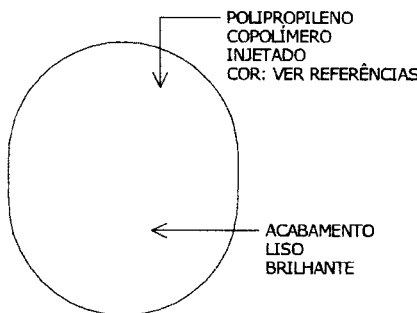 POLIPROPILENO
COPOLÍMERO
INJETADO
COR: VER REFERÊNCIAS
ACABAMENTO
LISO
BRILHANTE